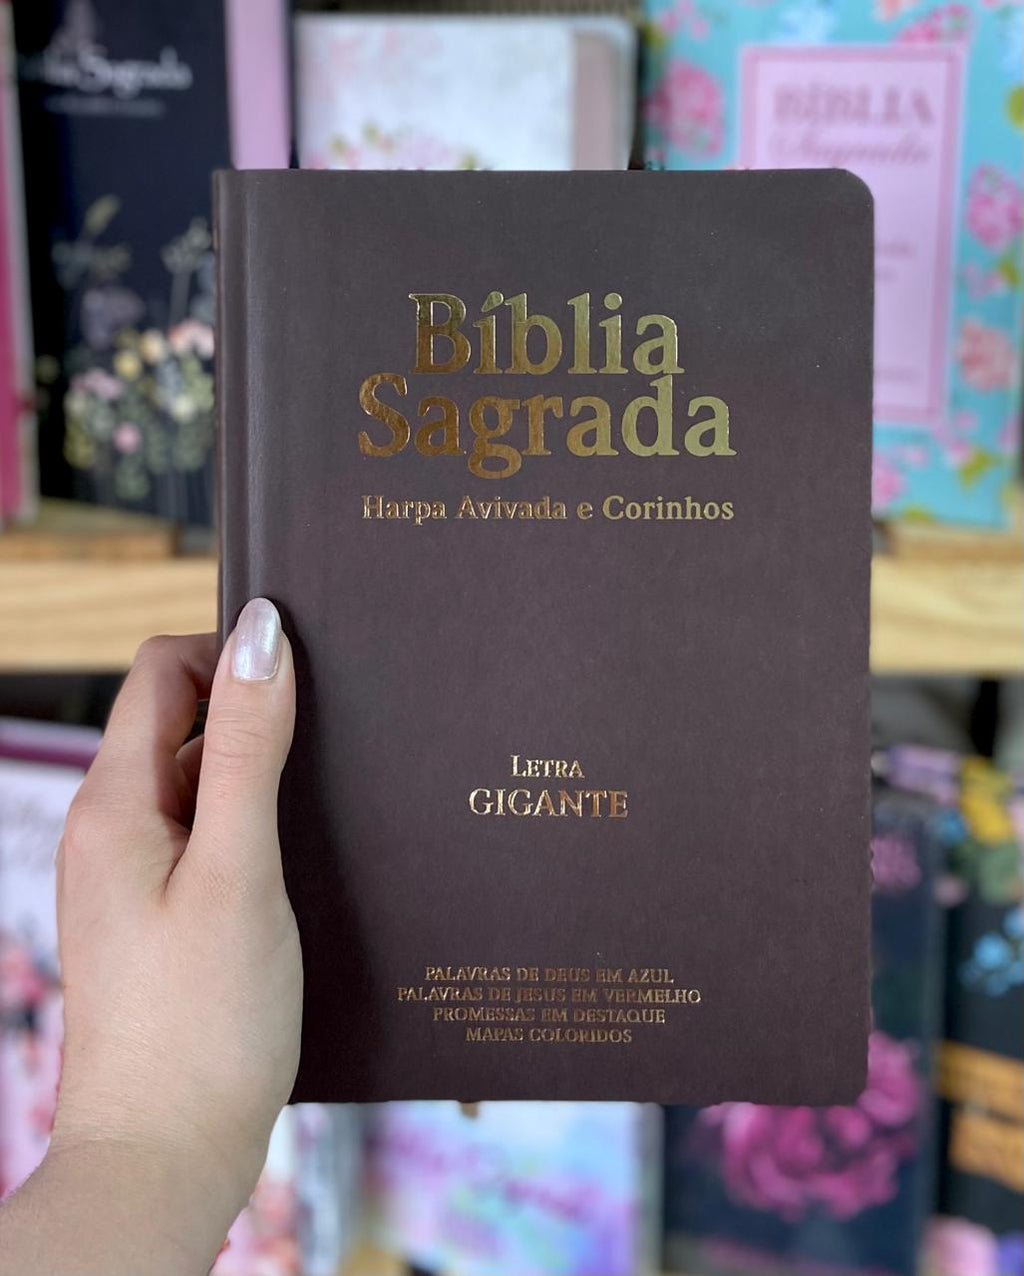 Sagrada
BÍBLIA
Sagrada
Bíblia
Sagrada
Harpa Avivada e Corinhos
LETRA
GIGANTE
PALAVRAS DE DEUS EM AZUL
PALAVRAS DE JESUS EM VERMELHO
PROMESSAS EM DESTAQUE
MAPAS COLORIDOS